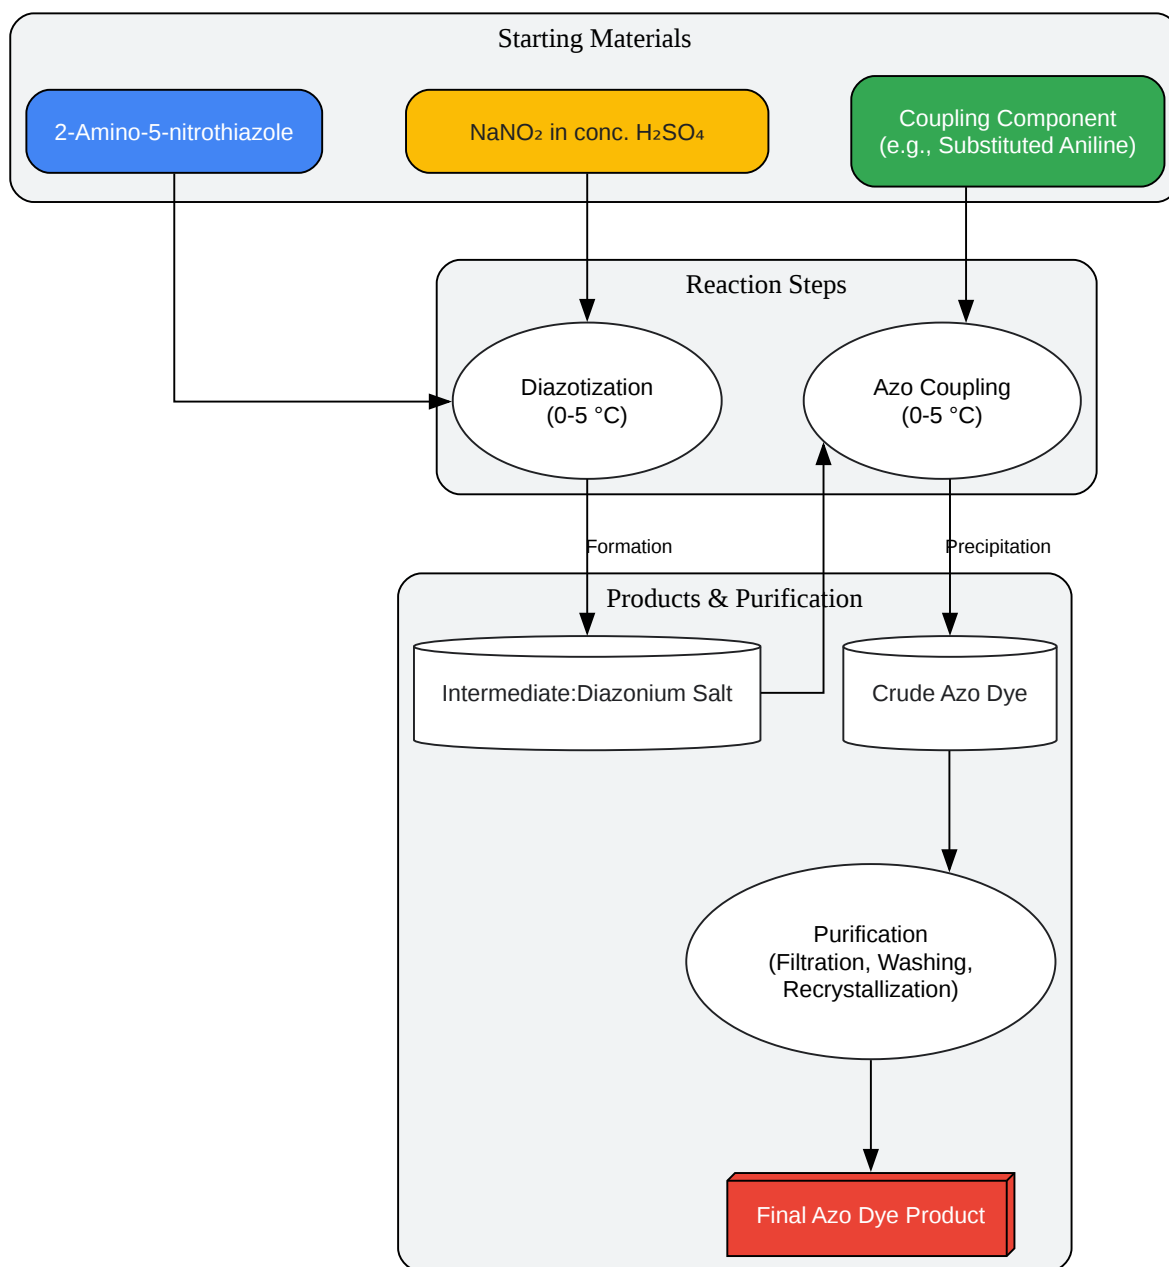 Starting Materials
2-Amino-5-nitrothiazole
NaNO₂ in conc. H₂SO₄
Coupling Component
(e.g., Substituted Aniline)
Reaction Steps
Diazotization
(0-5 °C)
Azo Coupling
(0-5 °C)
Formation
Precipitation
Products & Purification
Intermediate:Diazonium Salt
Crude Azo Dye
Purification
(Filtration, Washing,
Recrystallization)
Final Azo Dye Product